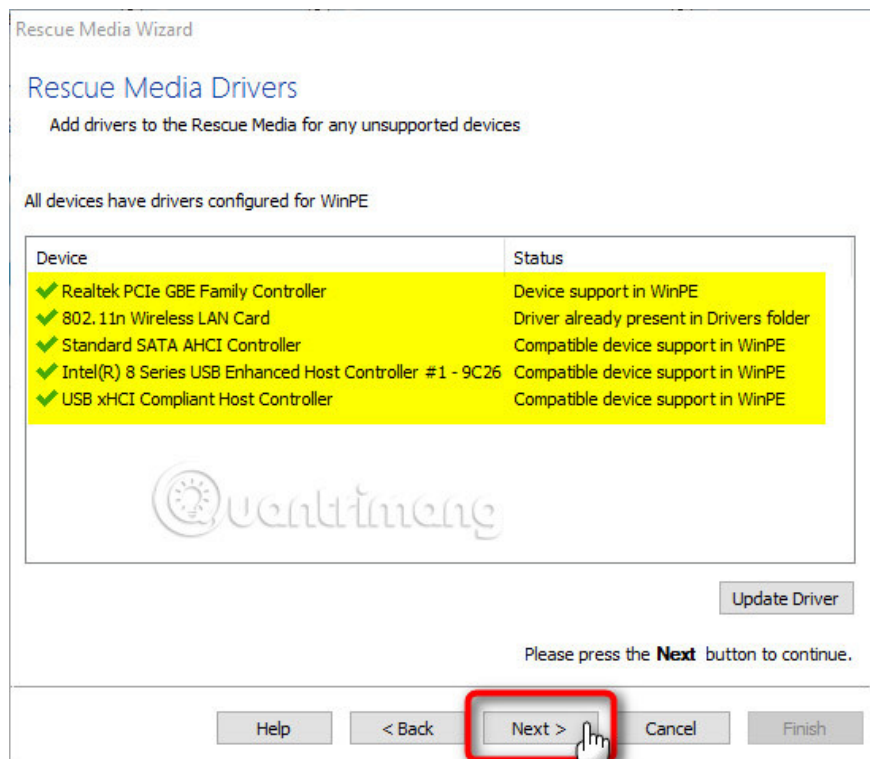 Rescue Media Wizard
Rescue Media Drivers
Add drivers to the Rescue Media for any unsupported devices
All devices have drivers configured for WinPE
Device Status
Realtek PCIe GBE Family Controller Device support in WinPE
802.11n Wireless LAN Card Driver already present in Drivers folder
Standard SATA AHCI Controller Compatible device support in WinPE
Intel(R) 8 Series USB Enhanced Host Controller #1 - 9C26 Compatible device support in WinPE
USB xHCI Compliant Host Controller Compatible device support in WinPE
Quantrimang
Update Driver
Please press the Next button to continue.
Help < Back Next > Cancel Finish